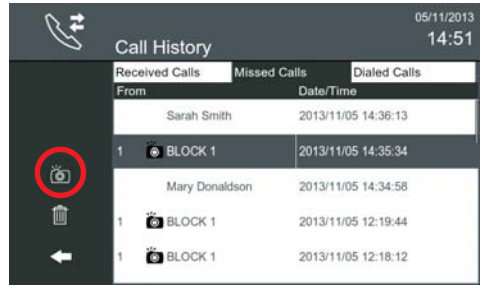 05/11/2013
14:51
Call History
Received Calls Missed Calls Dialed Calls
From Date/Time
Sarah Smith 2013/11/05 14:36:13
1 BLOCK 1 2013/11/05 14:35:34
Mary Donaldson 2013/11/05 14:34:58
1 BLOCK 1 2013/11/05 12:19:44
1 BLOCK 1 2013/11/05 12:18:12